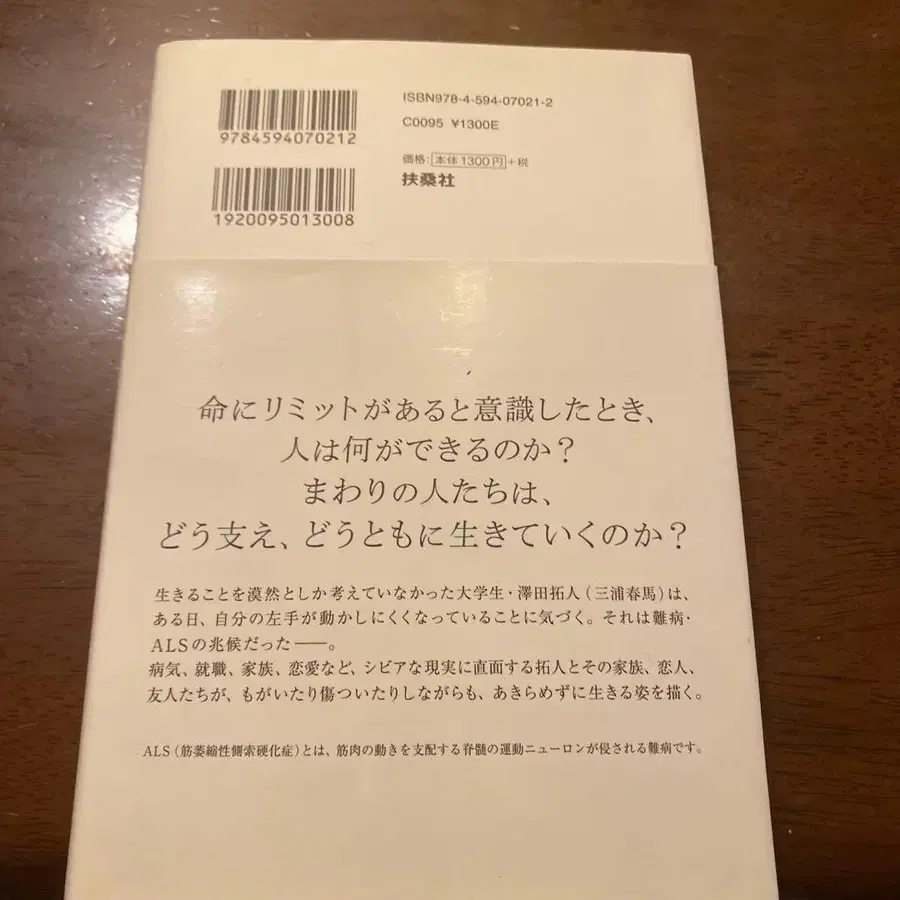 9784594070212
1920095013008
ISBN978-4-594-07021-2
C0095 ¥1300E
価格:本体1300円+税
扶桑社
命にリミットがあると意識したとき、
人は何ができるのか？
まわりの人たちは、
どう支え、どうともに生きていくのか？
生きることを漠然としか考えていなかった大学生・澤田拓人(三浦春馬)は、
ある日、自分の左手が動かしにくくなっていることに気づく。それは難病・
ALSの兆候だった――。
病気、就職、家族、恋愛など、シビアな現実に直面する拓人とその家族、恋人、
友人たちが、もがいたり傷ついたりしながらも、あきらめずに生きる姿を描く。
ALS(筋萎縮性側索硬化症)とは、筋肉の動きを支配する脊髄の運動ニューロンが侵される難病です。